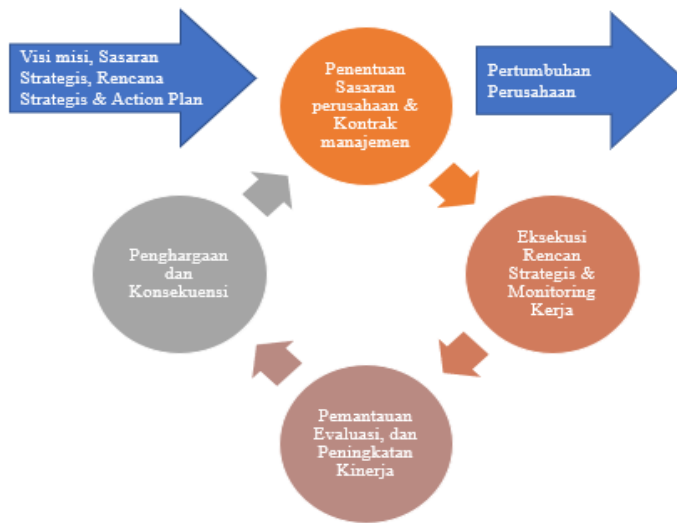 Visi misi, Sasaran
Strategis, Rencana
Strategis & Action Plan
Penentuan
Sasaran
perusahaan &
Kontrak
manajemen
Pertumbuhan
Perusahaan
Eksekusi
Rencan
Strategis &
Monitoring
Kerja
Pemantauan
Evaluasi, dan
Peningkatan
Kinerja
Penghargaan
dan
Konsekuensi